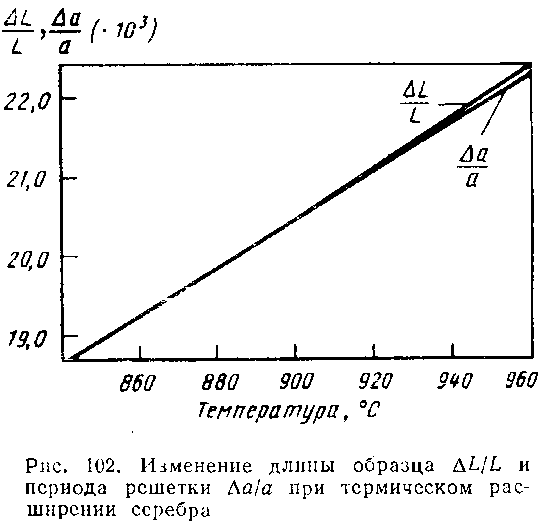 ΔL/L, Δa/a (· 10³)
22,0
21,0
20,0
19,0
ΔL/L
Δa/a
860 880 900 920 940 960
Температура, °С
Рис. 102. Изменение длины образца ΔL/L и
периода решетки Δa/a при термическом рас-
ширении серебра